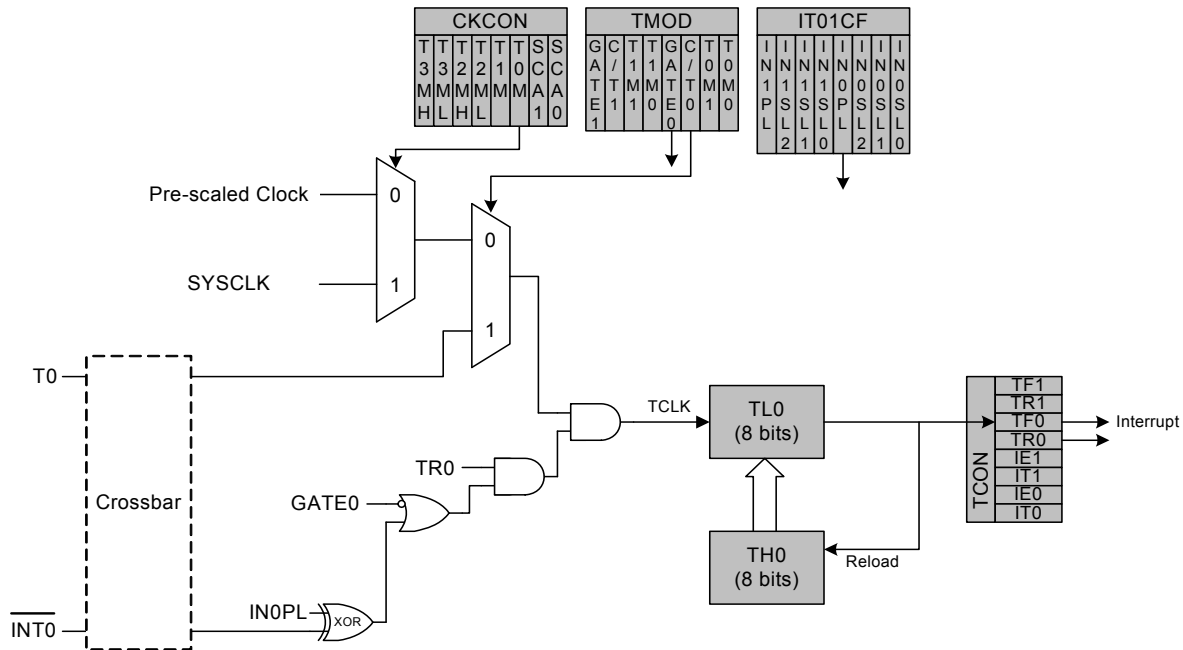 CKCON
T3MH T3ML T2MH T2ML T1M T0M SCA1 SCA0
TMOD
GATE1 C/T1 T1M1 T1M0 GATE0 C/T0 T0M1 T0M0
IT01CF
IN1PL IN1SL2 IN1SL1 IN1SL0 IN0PL IN0SL2 IN0SL1 IN0SL0
Pre-scaled Clock
0
SYSCLK
1
0
1
T0
Crossbar
INT0
GATE0
TR0
IN0PL
XOR
TCLK
TL0
(8 bits)
TH0
(8 bits)
Reload
TCON
TF1
TR1
TF0
TR0
IE1
IT1
IE0
IT0
Interrupt